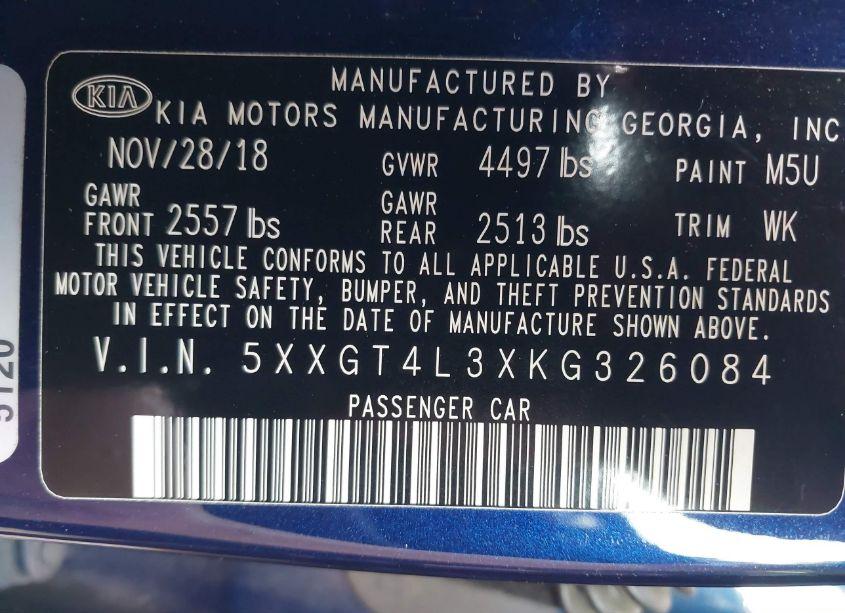 KIA
MANUFACTURED BY
KIA MOTORS MANUFACTURING GEORGIA, INC
NOV/28/18 GVWR 4497 lbs PAINT M5U
GAWR FRONT 2557 lbs GAWR REAR 2513 lbs TRIM WK
THIS VEHICLE CONFORMS TO ALL APPLICABLE U.S.A. FEDERAL
MOTOR VEHICLE SAFETY, BUMPER, AND THEFT PREVENTION STANDARDS
IN EFFECT ON THE DATE OF MANUFACTURE SHOWN ABOVE.
V.I.N. 5XXGT4L3XKG326084
PASSENGER CAR